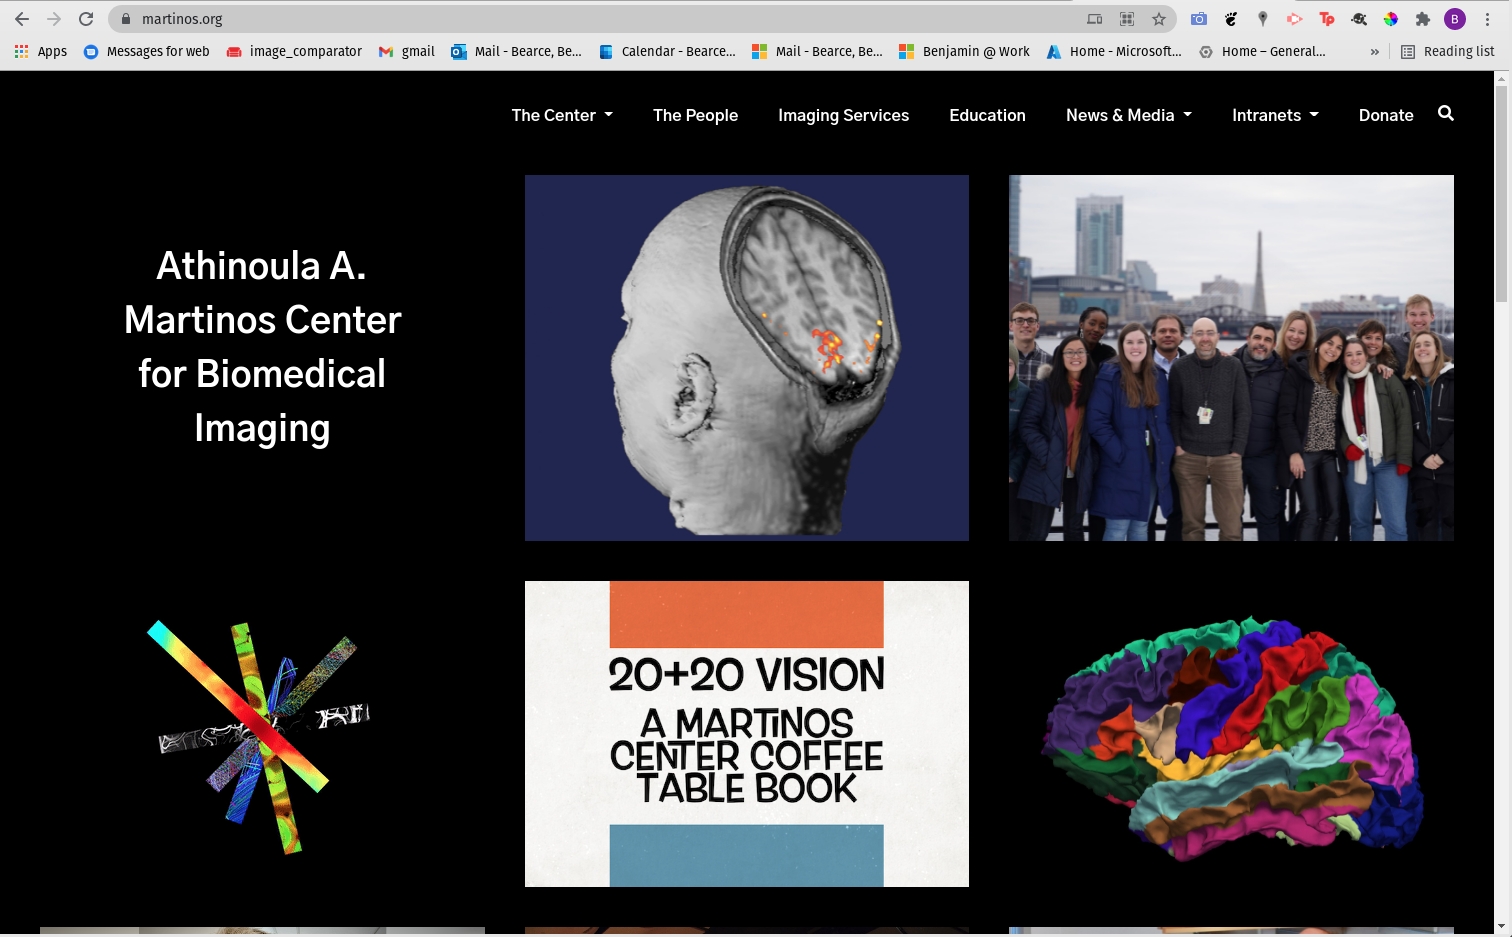 martinos.org
B
Apps
Messages for web
image_comparator
gmail
Mail - Bearce, Be...
Calendar - Bearce...
Mail - Bearce, Be...
Benjamin @ Work
Home - Microsoft...
Home – General...
»
Reading list
The Center
The People
Imaging Services
Education
News & Media
Intranets
Donate
Athinoula A.
Martinos Center
for Biomedical
Imaging
20+20 VISION
A MARTINOS
CENTER COFFEE
TABLE BOOK